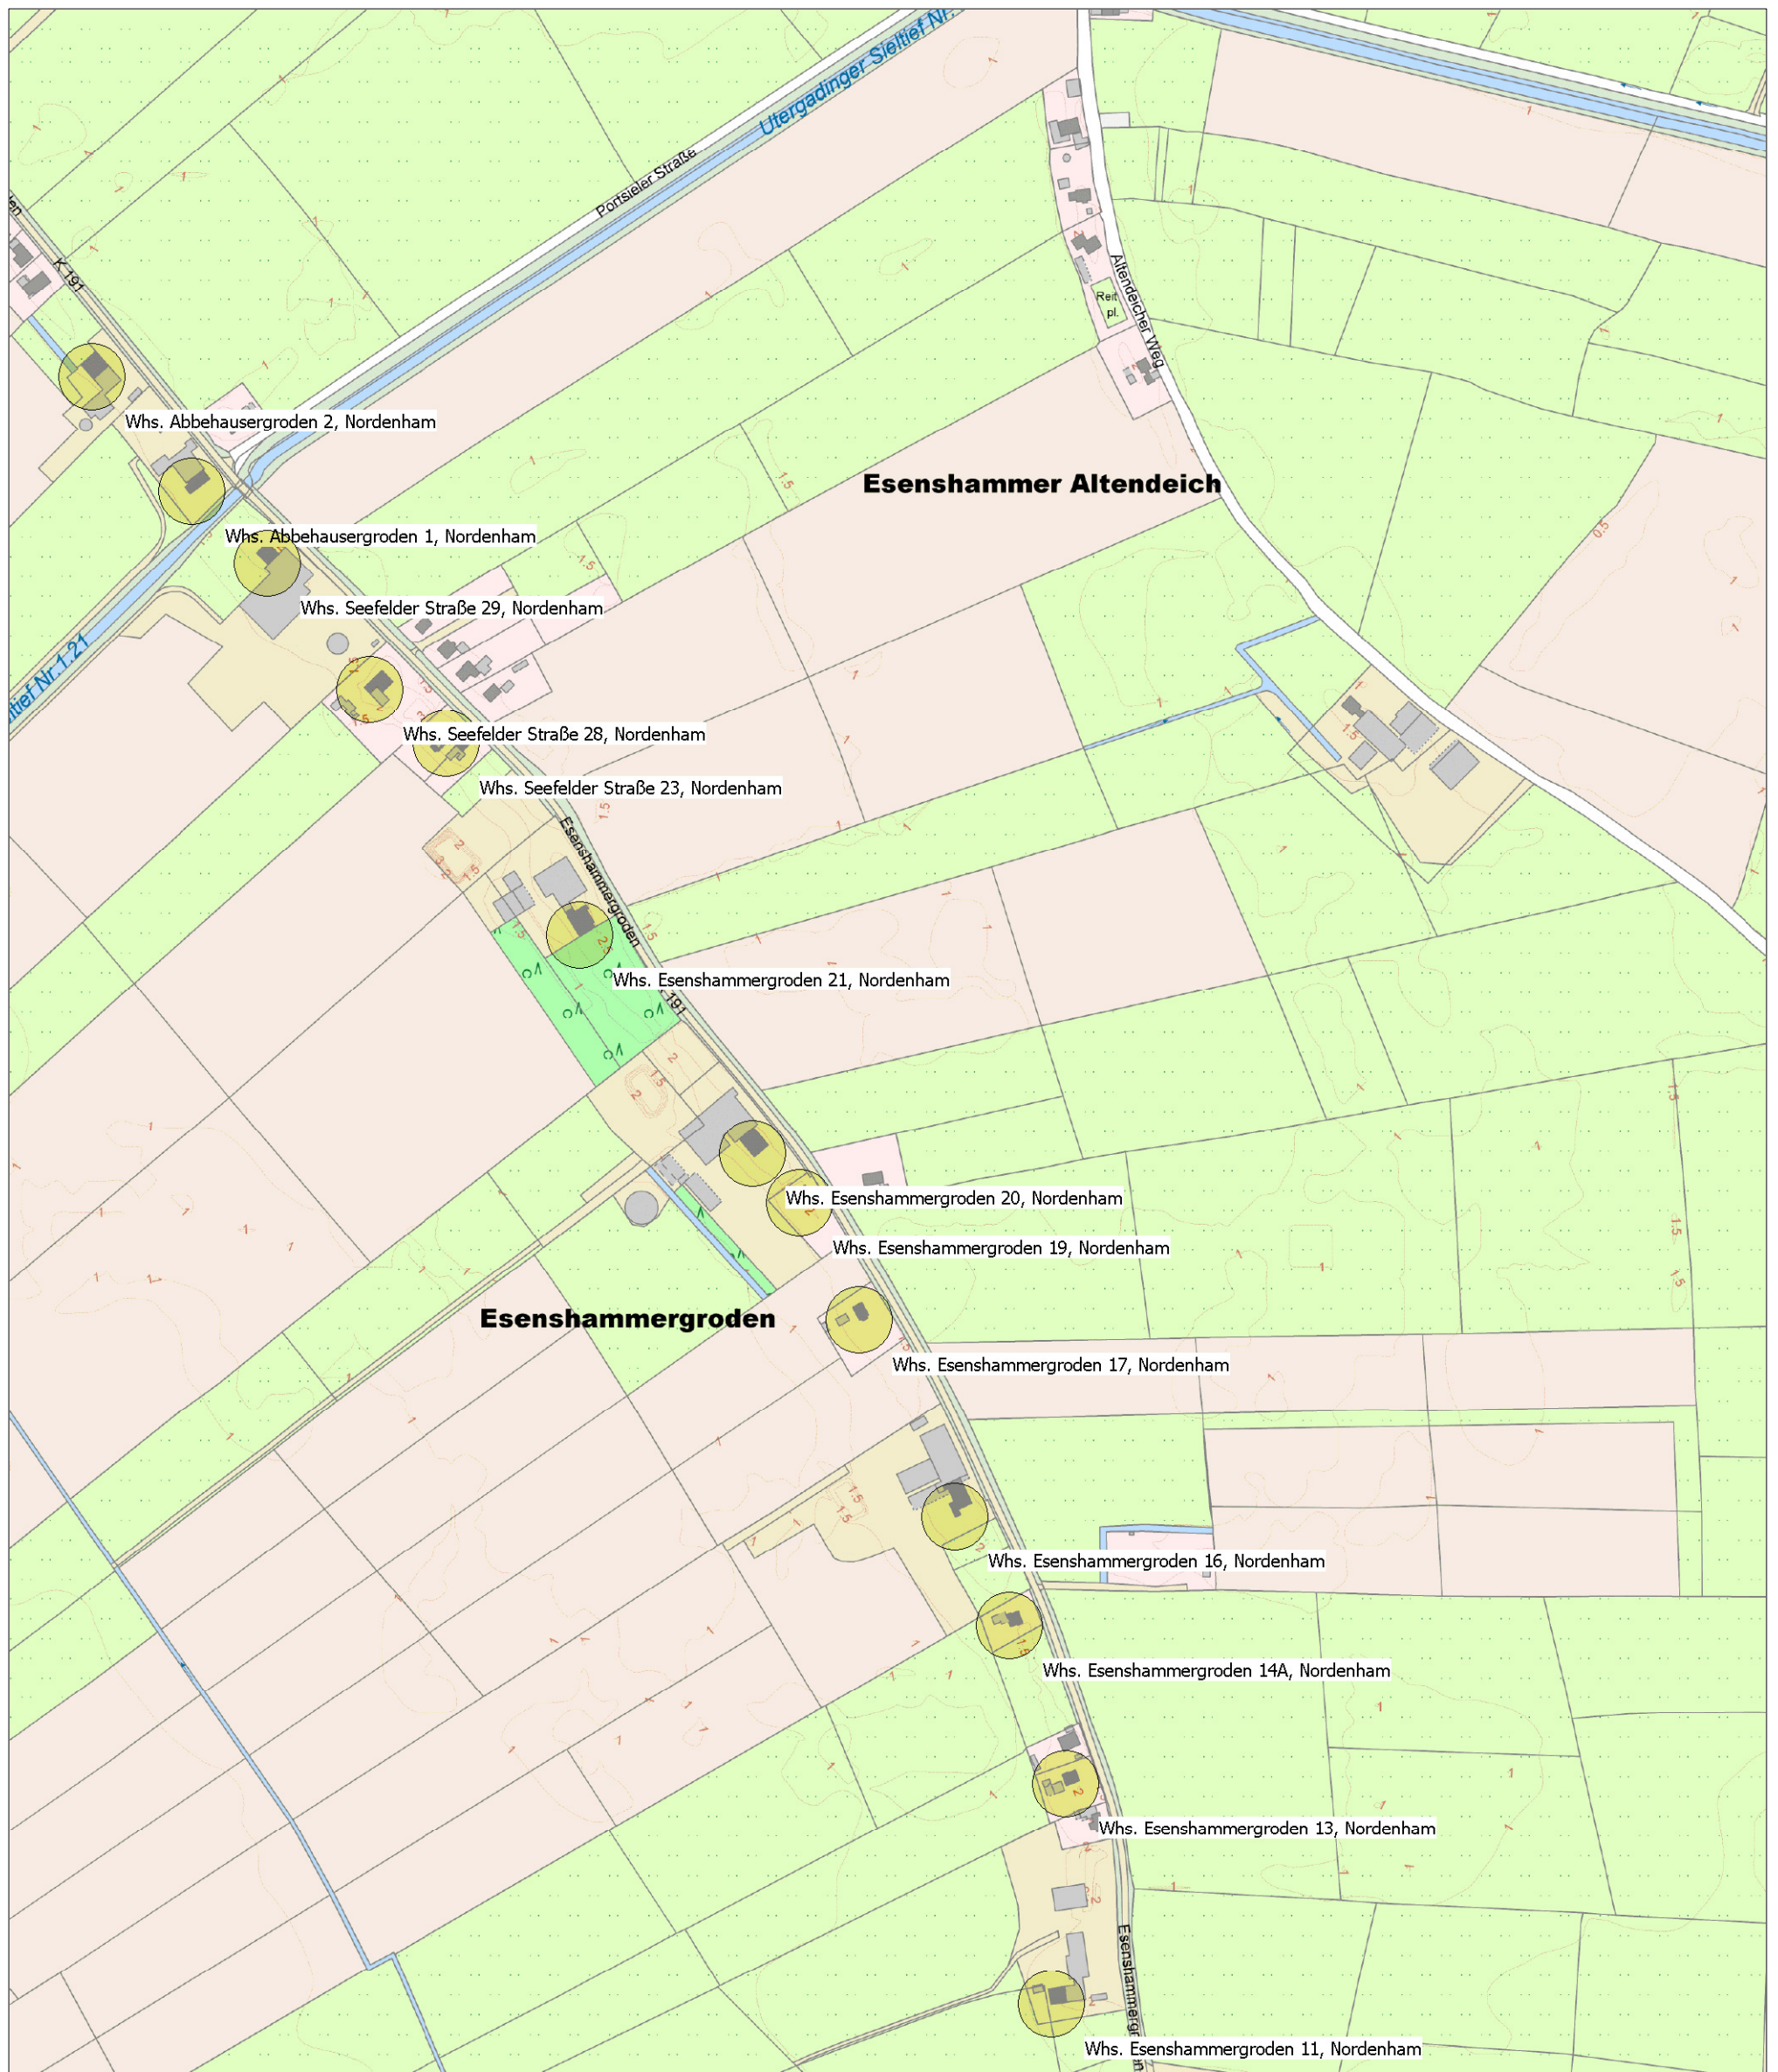 Utergadinger Sieltief Nr.
Portsieler Straße
K 191
Altendeicher Weg
Reit
pl.
Whs. Abbehausergroden 2, Nordenham
Esenshammer Altendeich
Whs. Abbehausergroden 1, Nordenham
Whs. Seefelder Straße 29, Nordenham
ltief Nr.1.21
Whs. Seefelder Straße 28, Nordenham
Whs. Seefelder Straße 23, Nordenham
Esenshammergroden
Whs. Esenshammergroden 21, Nordenham
191
Whs. Esenshammergroden 20, Nordenham
Whs. Esenshammergroden 19, Nordenham
Esenshammergroden
Whs. Esenshammergroden 17, Nordenham
Whs. Esenshammergroden 16, Nordenham
Whs. Esenshammergroden 14A, Nordenham
Whs. Esenshammergroden 13, Nordenham
Whs. Esenshammergroden 11, Nordenham